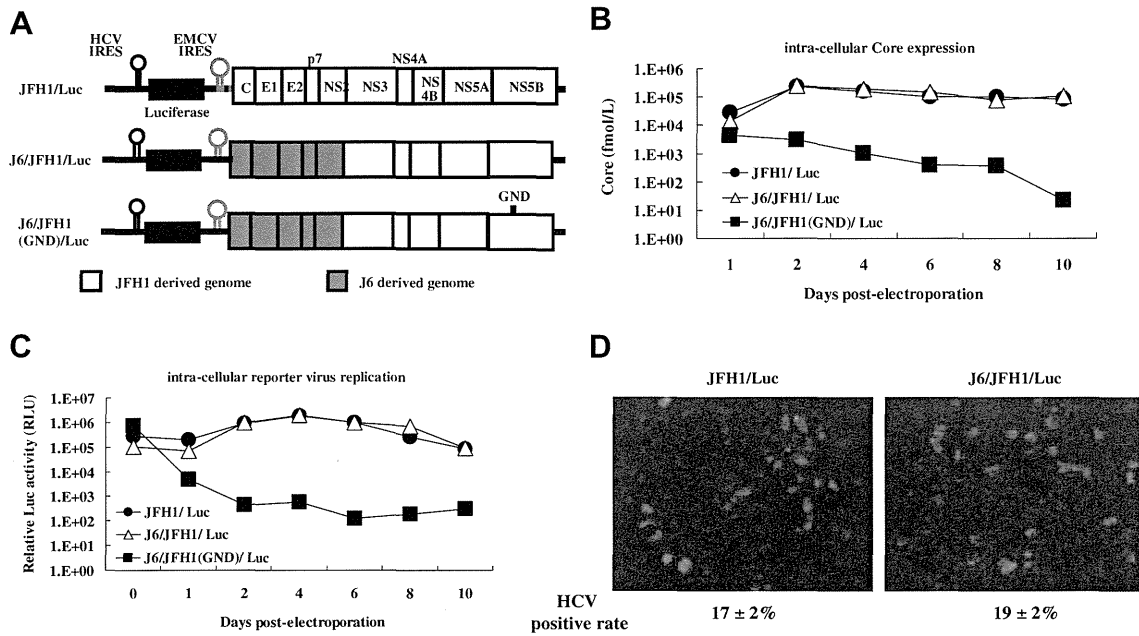 A
HCV IRES
EMCV IRES
p7
NS4A
JFH1/Luc
C E1 E2 NS2 NS3 NS 4B NS5A NS5B
Luciferase
J6/JFH1/Luc
GND
J6/JFH1 (GND)/Luc
JFH1 derived genome
J6 derived genome
B
intra-cellular Core expression
Core (fmol/L)
1.E+06
1.E+05
1.E+04
1.E+03
1.E+02
1.E+01
1.E+00
JFH1/ Luc
J6/JFH1/ Luc
J6/JFH1(GND)/ Luc
1 2 4 6 8 10
Days post-electroporation
C
intra-cellular reporter virus replication
Relative Luc activity (RLU)
1.E+07
1.E+06
1.E+05
1.E+04
1.E+03
1.E+02
1.E+01
1.E+00
JFH1/ Luc
J6/JFH1/ Luc
J6/JFH1(GND)/ Luc
0 1 2 4 6 8 10
Days post-electroporation
D
JFH1/Luc
J6/JFH1/Luc
HCV positive rate
17 ± 2%
19 ± 2%